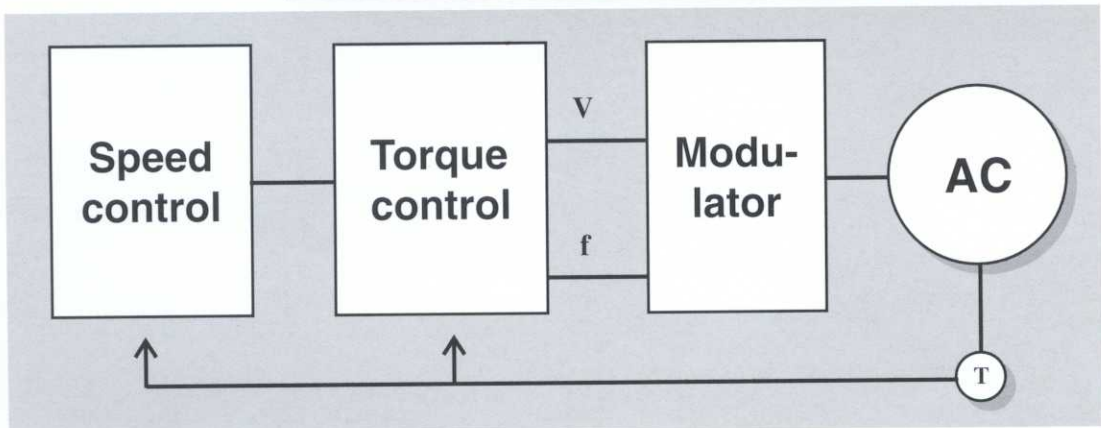 Speed
control
Torque
control
V
f
Modu-
lator
AC
T